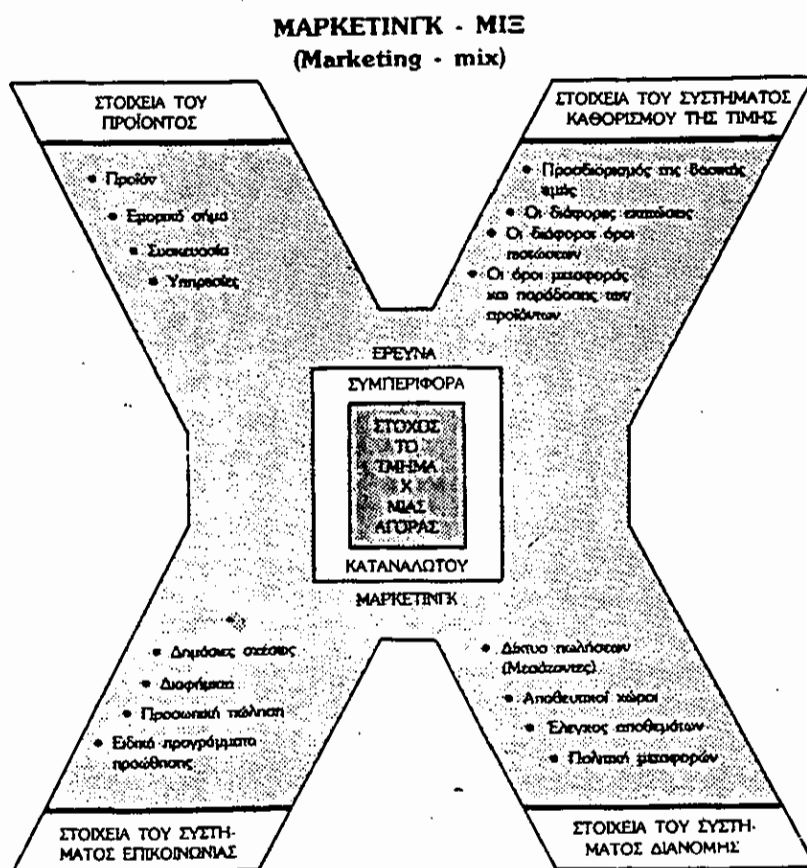 ΜΑΡΚΕΤΙΝΓΚ - ΜΙΞ
(Marketing - mix)
ΣΤΟΙΧΕΙΑ ΤΟΥ
ΠΡΟΪΟΝΤΟΣ
ΣΤΟΙΧΕΙΑ ΤΟΥ ΣΥΣΤΗΜΑΤΟΣ
ΚΑΘΟΡΙΣΜΟΥ ΤΗΣ ΤΙΜΗΣ
• Προϊόν
• Εμορικό σήμα
• Συσκευασία
• Υπηρεσίες
• Προσδιορισμός της βασικής
τιμής
• Οι διάφορες εκπτώσεις
• Οι διάφοροι όροι
πιστώσεων
• Οι όροι μεταφοράς
και παράδοσης των
προϊόντων
ΕΡΕΥΝΑ
ΣΥΜΠΕΡΙΦΟΡΑ
ΣΤΟΧΟΣ
ΤΟ
ΤΜΗΜΑ
Χ
ΜΙΑΣ
ΑΓΟΡΑΣ
ΚΑΤΑΝΑΛΩΤΟΥ
ΜΑΡΚΕΤΙΝΓΚ
• Δημόσιες σχέσεις
• Διαφήμιση
• Προσωπική πώληση
• Ειδικά προγράμματα
προώθησης
• Δίκτυο πωλήσεων
(Μεσάζοντες)
• Αποθευτικοί χώροι
• Έλεγχος αποθεμάτων
• Πολιτική μεταφορών
ΣΤΟΙΧΕΙΑ ΤΟΥ ΣΥΣΤΗ-
ΜΑΤΟΣ ΕΠΙΚΟΙΝΩΝΙΑΣ
ΣΤΟΙΧΕΙΑ ΤΟΥ ΣΥΣΤΗ-
ΜΑΤΟΣ ΔΙΑΝΟΜΗΣ